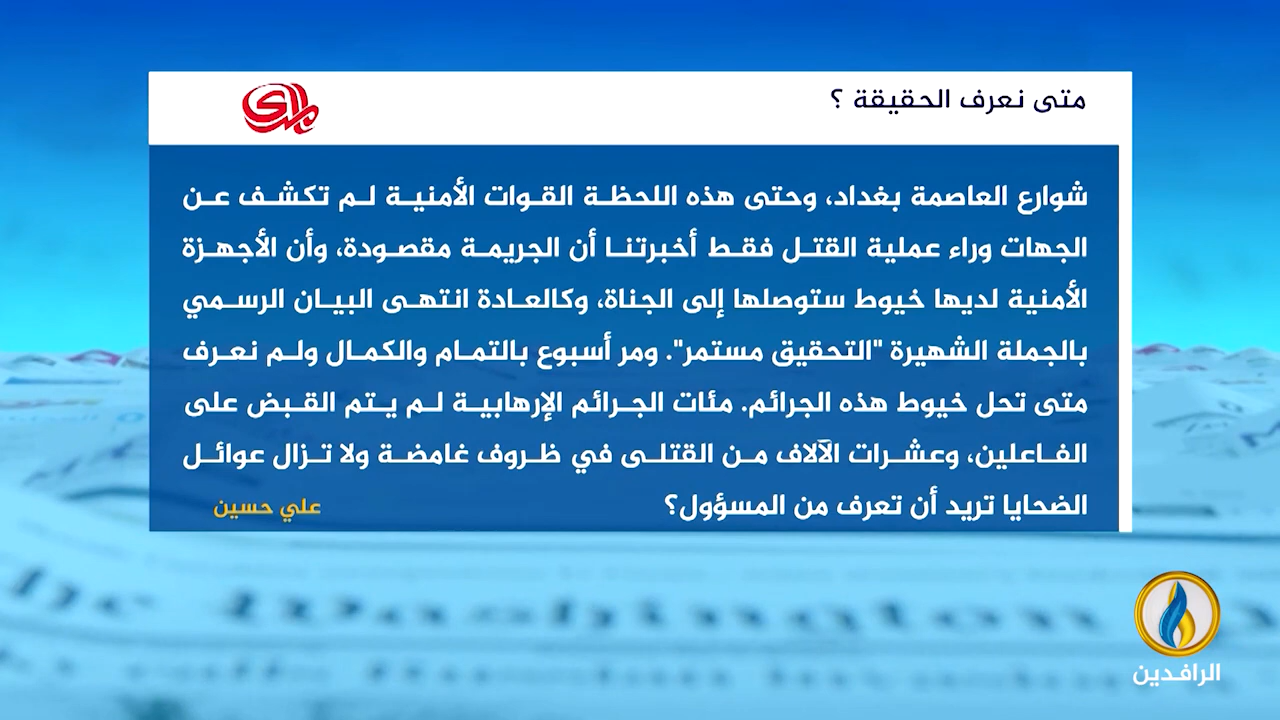 متى نعرف الحقيقة ؟
المدى
شوارع العاصمة بغداد، وحتى هذه اللحظة القوات الأمنية لم تكشف عن
الجهات وراء عملية القتل فقط أخبرتنا أن الجريمة مقصودة، وأن الأجهزة
الأمنية لديها خيوط ستوصلها إلى الجناة، وكالعادة انتهى البيان الرسمي
بالجملة الشهيرة "التحقيق مستمر". ومر أسبوع بالتمام والكمال ولم نعرف
متى تحل خيوط هذه الجرائم. مئات الجرائم الإرهابية لم يتم القبض على
الفاعلين، وعشرات الآلاف من القتلى في ظروف غامضة ولا تزال عوائل
الضحايا تريد أن تعرف من المسؤول؟
علي حسين
he Washington
الرافدين